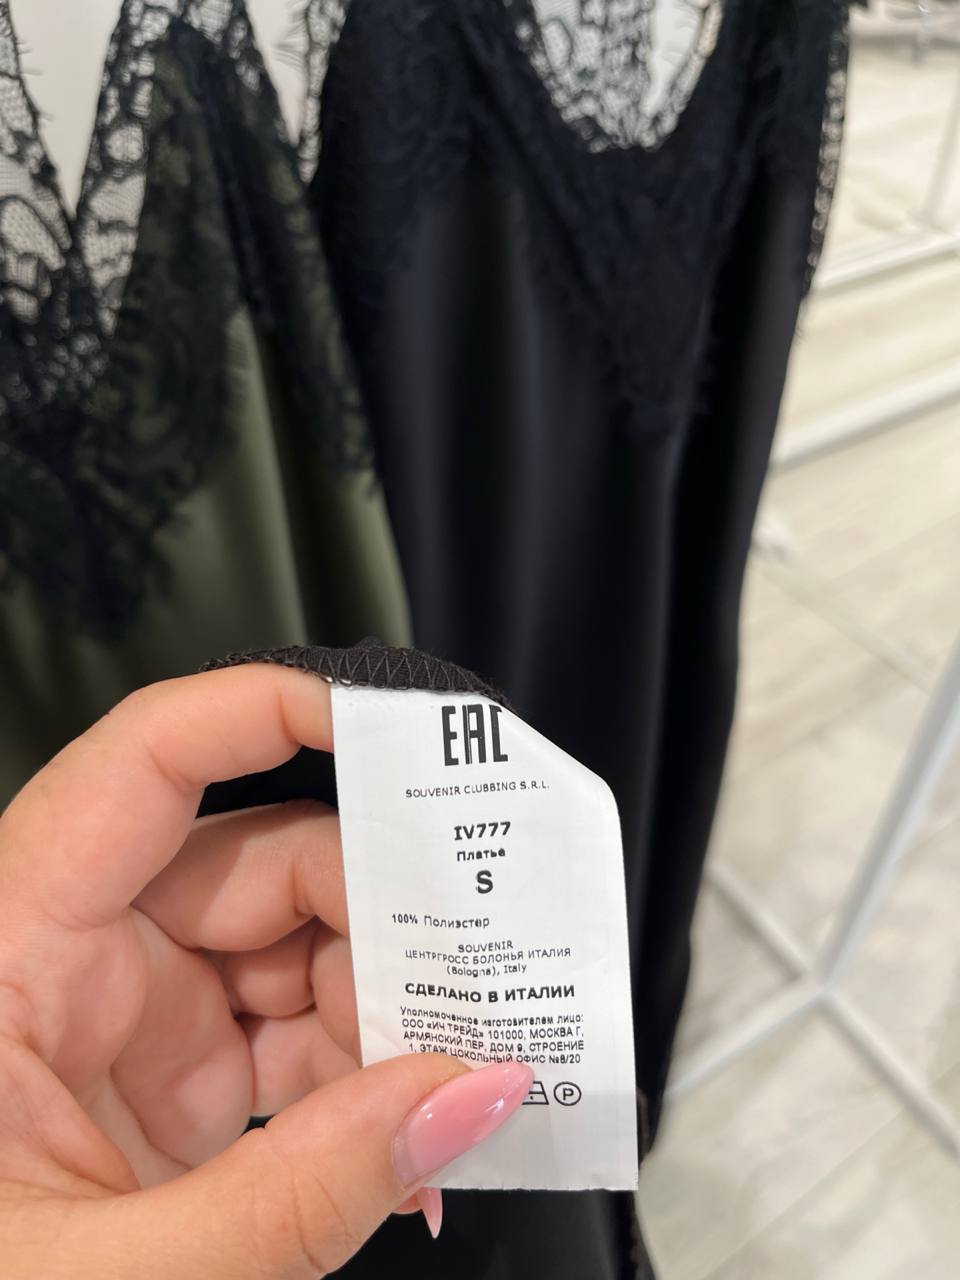 EAC
SOUVENIR CLUBBING S.R.L.
IV777
Платье
S
100% Полиэстер
SOUVENIR
ЦЕНТРГРОСС БОЛОНЬЯ ИТАЛИЯ
(Bologna), Italy
СДЕЛАНО В ИТАЛИИ
Уполномоченное изготовителем лицо:
ООО «ИЧ ТРЕЙД» 101000, МОСКВА Г,
АРМЯНСКИЙ ПЕР, ДОМ 9, СТРОЕНИЕ
1, ЭТАЖ ЦОКОЛЬНЫЙ ОФИС №8/20
P